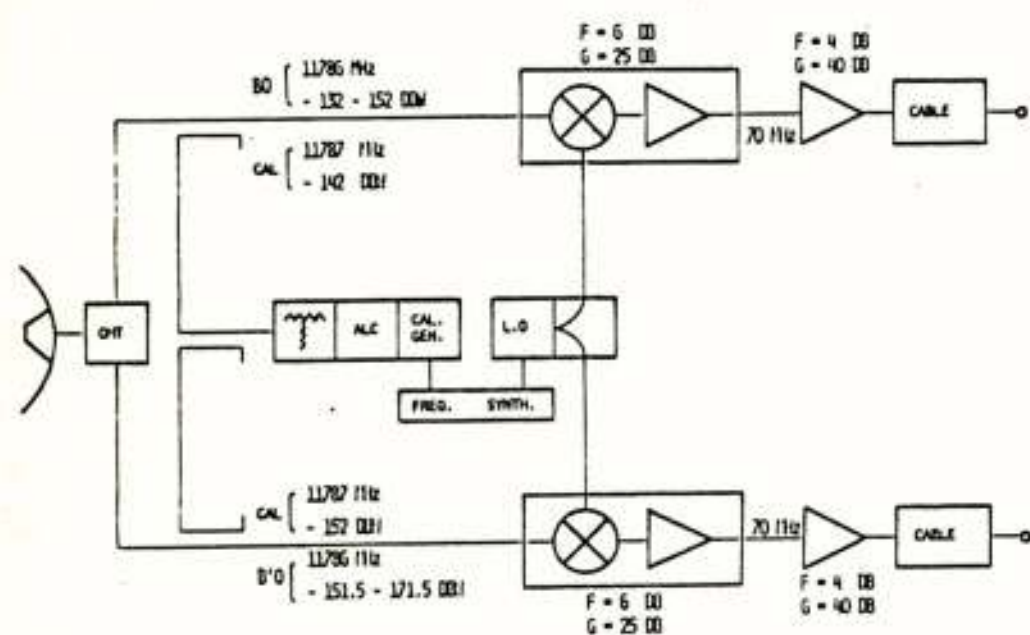 F = 6 DB
G = 25 DB
F = 4 DB
G = 40 DB
BO
11786 MHz
- 132 - 152 DBW
CAL
11787 MHz
- 142 DBW
70 MHz
CABLE
OMT
ALC
CAL.
GEN.
L.O
FREQ. SYNTH.
CAL
11787 MHz
- 152 DBW
B'O
11786 MHz
- 151.5 - 171.5 DBW
70 MHz
CABLE
F = 6 DB
G = 25 DB
F = 4 DB
G = 40 DB